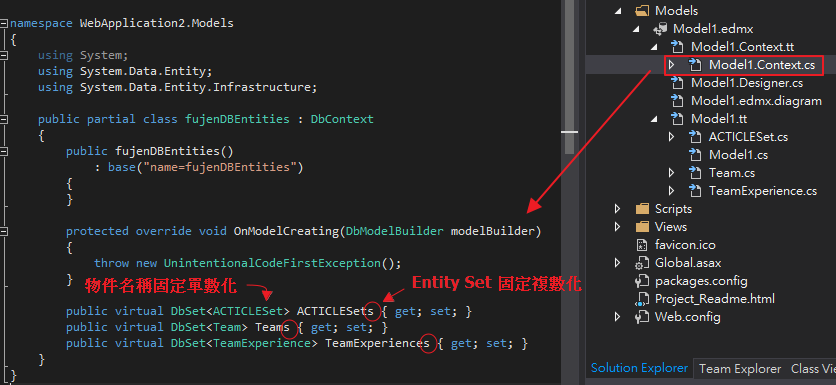 namespace WebApplication2.Models
{
using System;
using System.Data.Entity;
using System.Data.Entity.Infrastructure;
public partial class fujenDBEntities : DbContext
{
public fujenDBEntities()
: base("name=fujenDBEntities")
{
}
protected override void OnModelCreating(DbModelBuilder modelBuilder)
{
throw new UnintentionalCodeFirstException();
}
物件名稱固定單數化
Entity Set 固定複數化
public virtual DbSet<ACTICLESet> ACTICLESets { get; set; }
public virtual DbSet<Team> Teams { get; set; }
public virtual DbSet<TeamExperience> TeamExperiences { get; set; }
}
}
Models
Model1.edmx
Model1.Context.tt
Model1.Context.cs
Model1.Designer.cs
Model1.edmx.diagram
Model1.tt
ACTICLESet.cs
Model1.cs
Team.cs
TeamExperience.cs
Scripts
Views
favicon.ico
Global.asax
packages.config
Project_Readme.html
Web.config
Solution Explorer
Team Explorer
Class Vie